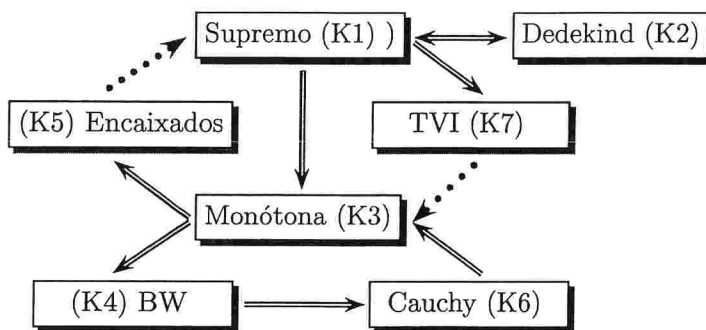 Supremo (K1) )
Dedekind (K2)
(K5) Encaixados
TVI (K7)
Monótona (K3)
(K4) BW
Cauchy (K6)